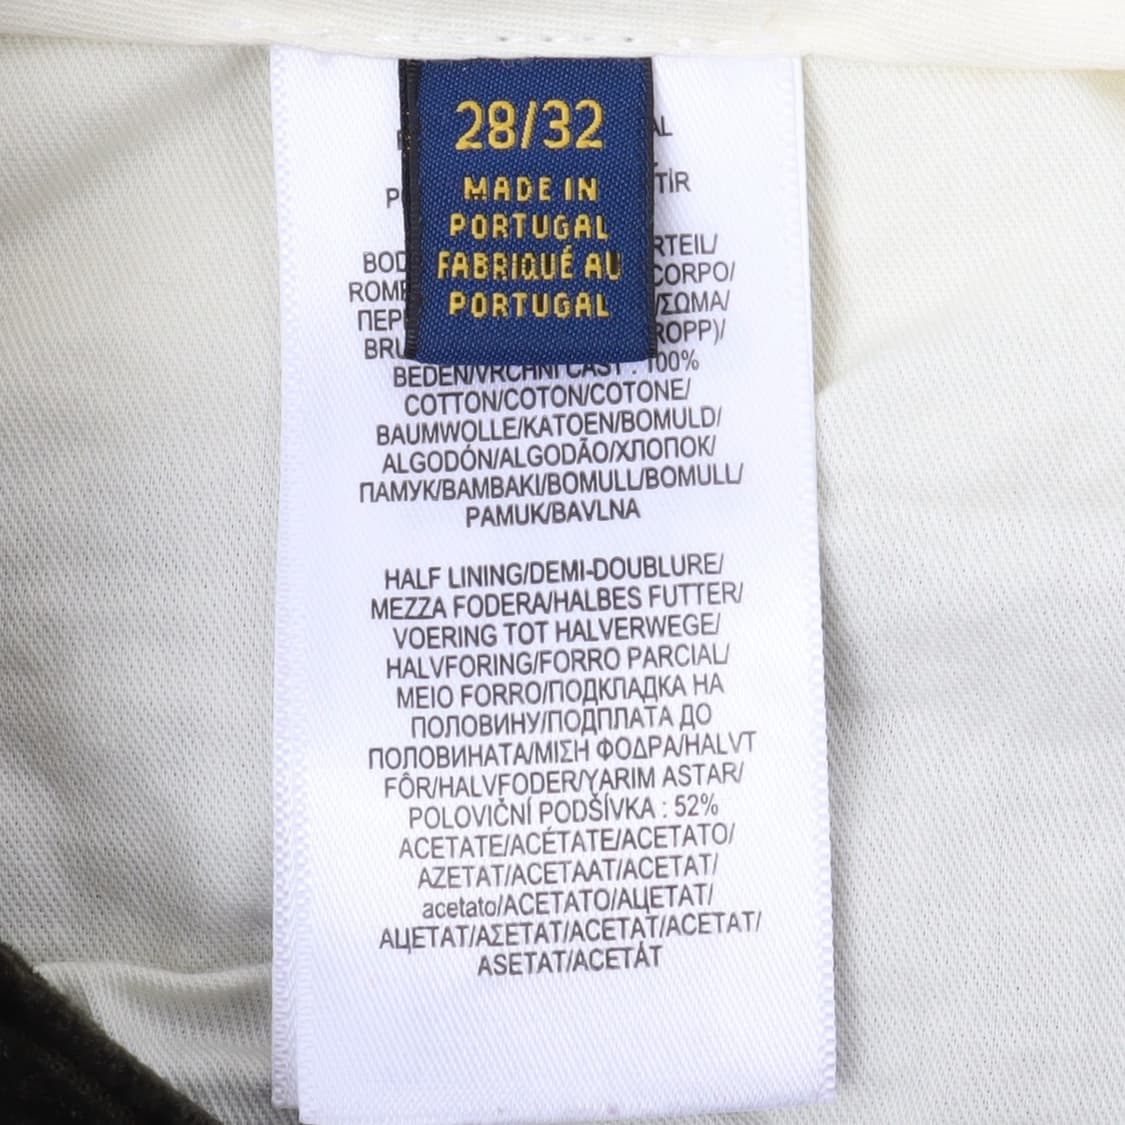 28/32
MADE IN
PORTUGAL
FABRIQUÉ AU
PORTUGAL
BEDEN/VRCHNÍ ČÁST : 100%
COTTON/COTON/COTONE/
BAUMWOLLE/KATOEN/BOMULD/
ALGODÓN/ALGODÃO/ХЛОПОК/
ПАМУК/ΒΑΜΒΑΚΙ/BOMULL/BOMULL/
PAMUK/BAVLNA
HALF LINING/DEMI-DOUBLURE/
MEZZA FODERA/HALBES FUTTER/
VOERING TOT HALVERWEGE/
HALVFORING/FORRO PARCIAL/
MEIO FORRO/ПОДКЛАДКА НА
ПОЛОВИНУ/ПОДПЛАТА ДО
ПОЛОВИНАТА/ΜΙΣΗ ΦΟΔΡΑ/HALVT
FÔR/HALVFODER/YARIM ASTAR/
POLOVIČNÍ PODŠÍVKA : 52%
ACETATE/ACÉTATE/ACETATO/
AZETAT/ACETAAT/ACETAT/
acetato/ACETATO/АЦЕТАТ/
АЦЕТАТ/ΑΣΕΤΑΤ/ACETAT/ACETAT/
ASETAT/ACETÁT